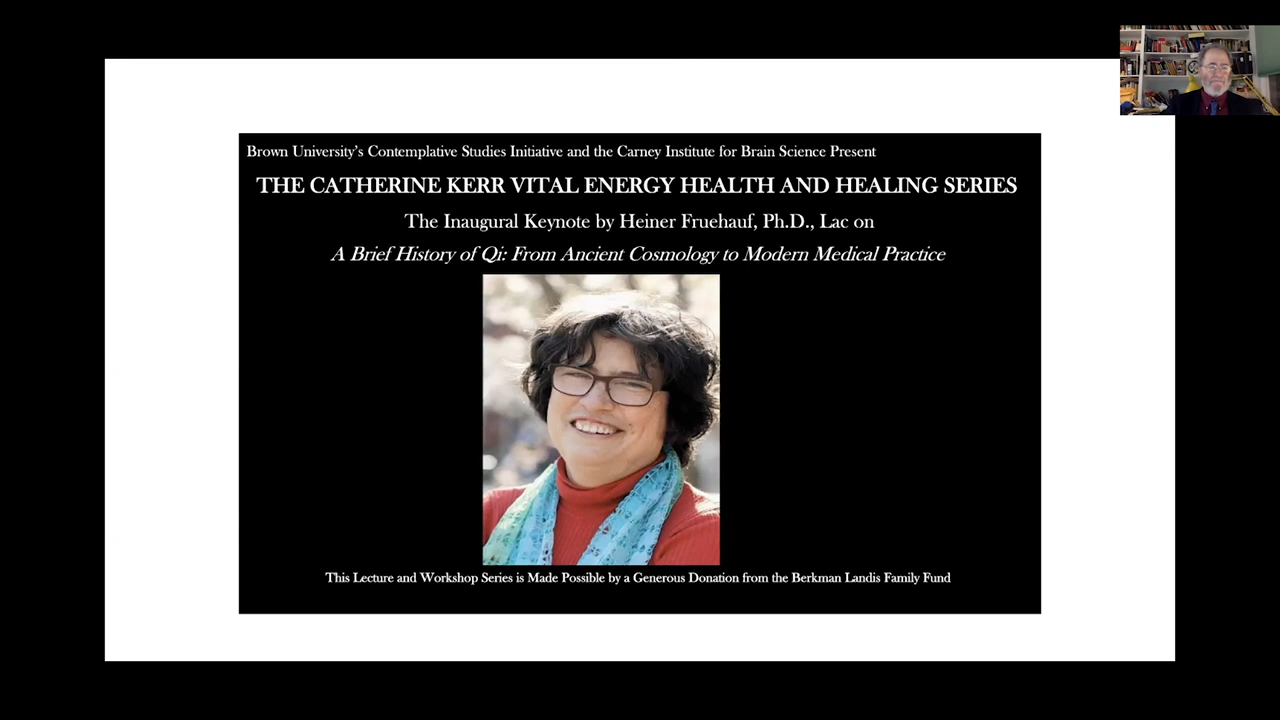 Brown University's Contemplative Studies Initiative and the Carney Institute for Brain Science Present
THE CATHERINE KERR VITAL ENERGY HEALTH AND HEALING SERIES
The Inaugural Keynote by Heiner Fruehauf, Ph.D., Lac on
A Brief History of Qi: From Ancient Cosmology to Modern Medical Practice
This Lecture and Workshop Series is Made Possible by a Generous Donation from the Berkman Landis Family Fund